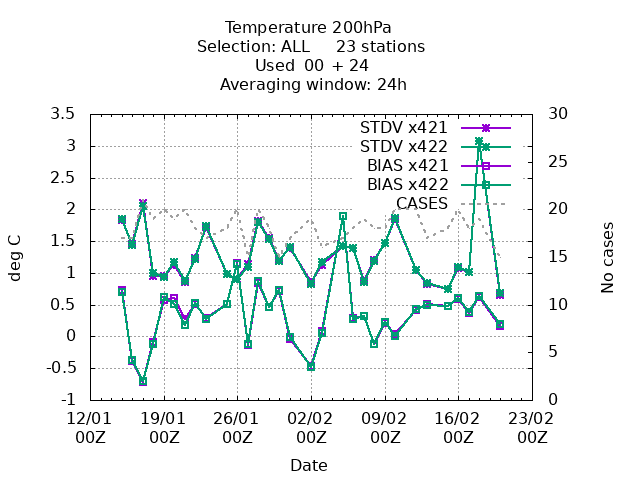 Temperature 200hPa
Selection: ALL 23 stations
Used 00 + 24
Averaging window: 24h
3.5
3
2.5
2
1.5
1
0.5
0
-0.5
-1
30
25
20
15
10
5
0
deg C
No cases
STDV x421
STDV x422
BIAS x421
BIAS x422
CASES
12/01 19/01 26/01 02/02 09/02 16/02 23/02
00Z 00Z 00Z 00Z 00Z 00Z 00Z
Date